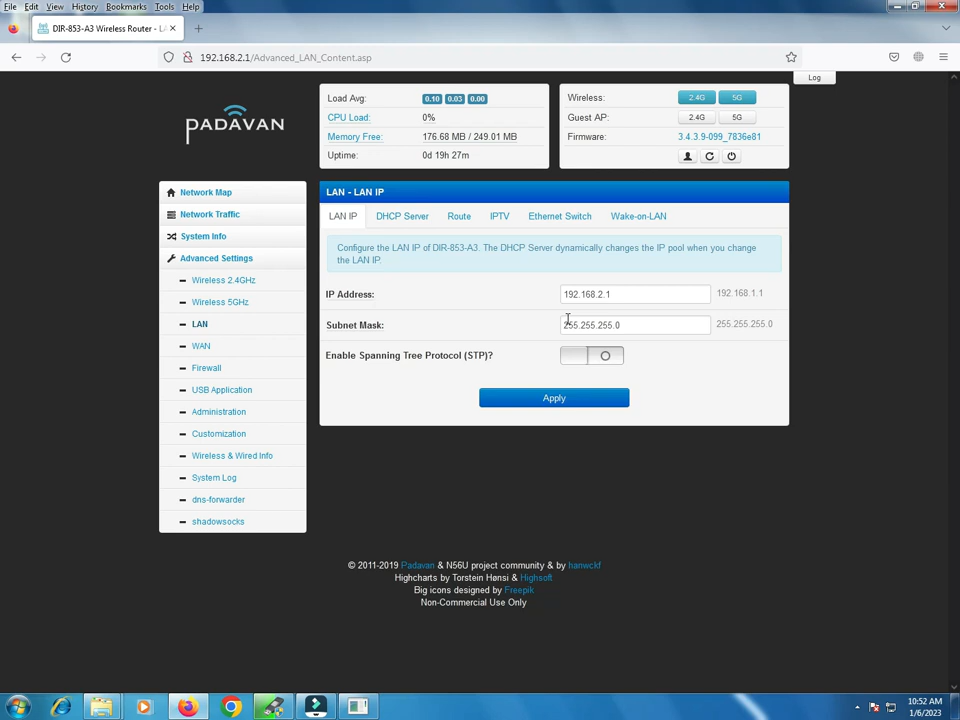 File Edit View History Bookmarks Tools Help
DIR-853-A3 Wireless Router - LA
192.168.2.1/Advanced_LAN_Content.asp
Log
PADAVAN
Load Avg: 0.10 0.03 0.00
CPU Load: 0%
Memory Free: 176.68 MB / 249.01 MB
Uptime: 0d 19h 27m
Wireless: 2.4G 5G
Guest AP: 2.4G 5G
Firmware: 3.4.3.9-099_7836e81
Network Map
Network Traffic
System Info
Advanced Settings
Wireless 2.4GHz
Wireless 5GHz
LAN
WAN
Firewall
USB Application
Administration
Customization
Wireless & Wired Info
System Log
dns-forwarder
shadowsocks
LAN - LAN IP
LAN IP DHCP Server Route IPTV Ethernet Switch Wake-on-LAN
Configure the LAN IP of DIR-853-A3. The DHCP Server dynamically changes the IP pool when you change
the LAN IP.
IP Address: 192.168.2.1 192.168.1.1
Subnet Mask: 255.255.255.0 255.255.255.0
Enable Spanning Tree Protocol (STP)?
Apply
© 2011-2019 Padavan & N56U project community & by hanwckf
Highcharts by Torstein Hønsi & Highsoft
Big icons designed by Freepik
Non-Commercial Use Only
10:52 AM
1/6/2023